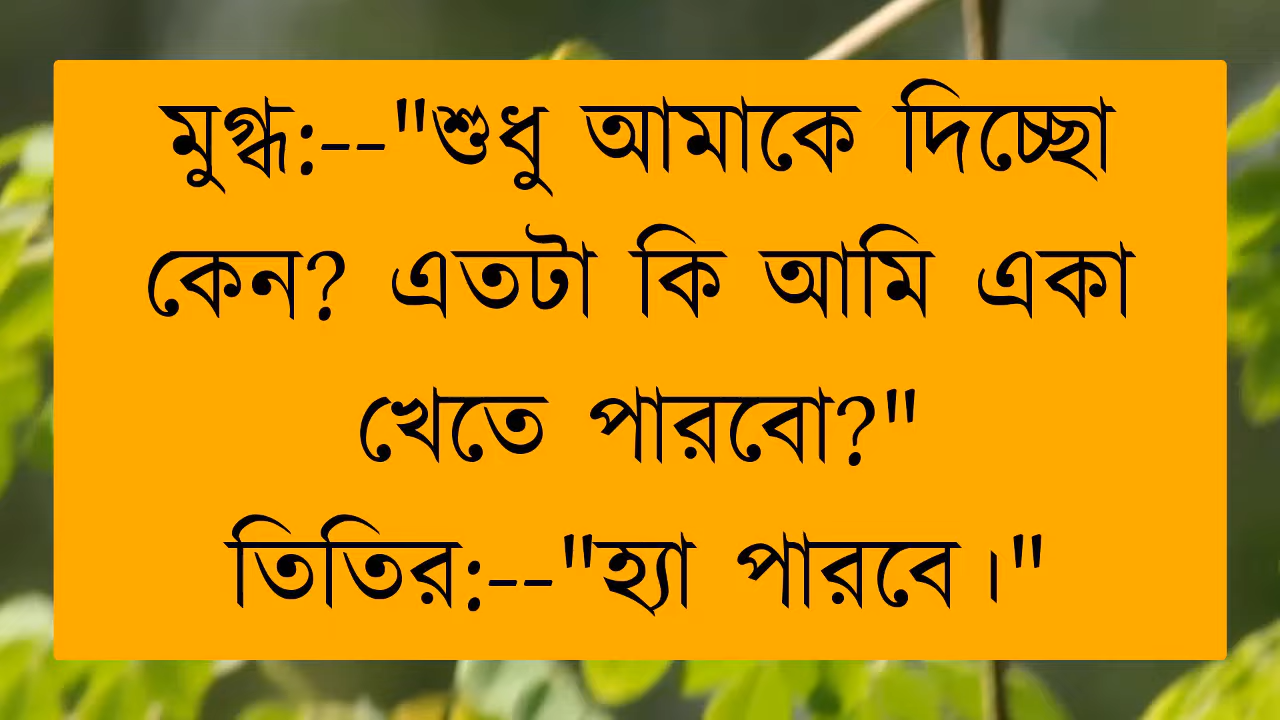 মুগ্ধ:--"শুধু আমাকে দিচ্ছো
কেন? এতটা কি আমি একা
খেতে পারবো?"
তিতির:--"হ্যা পারবে।"